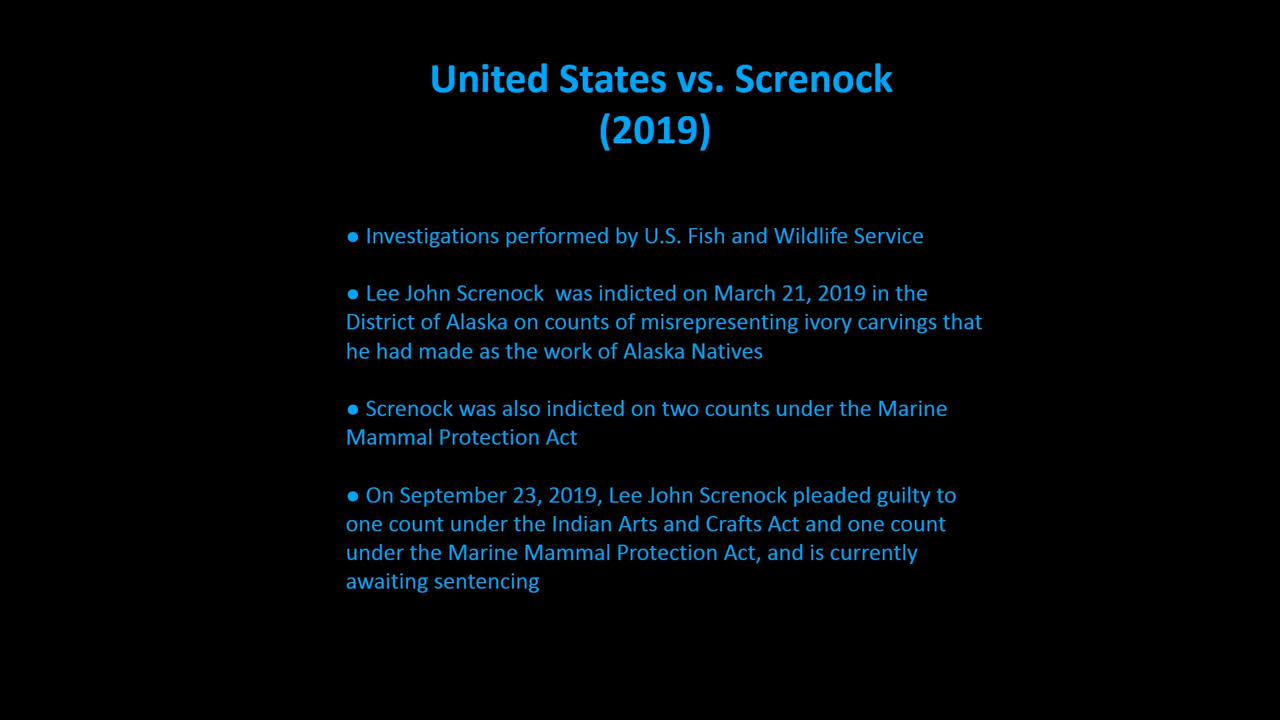 United States vs. Screnock
(2019)
● Investigations performed by U.S. Fish and Wildlife Service
● Lee John Screnock  was indicted on March 21, 2019 in the
District of Alaska on counts of misrepresenting ivory carvings that
he had made as the work of Alaska Natives
● Screnock was also indicted on two counts under the Marine
Mammal Protection Act
● On September 23, 2019, Lee John Screnock pleaded guilty to
one count under the Indian Arts and Crafts Act and one count
under the Marine Mammal Protection Act, and is currently
awaiting sentencing